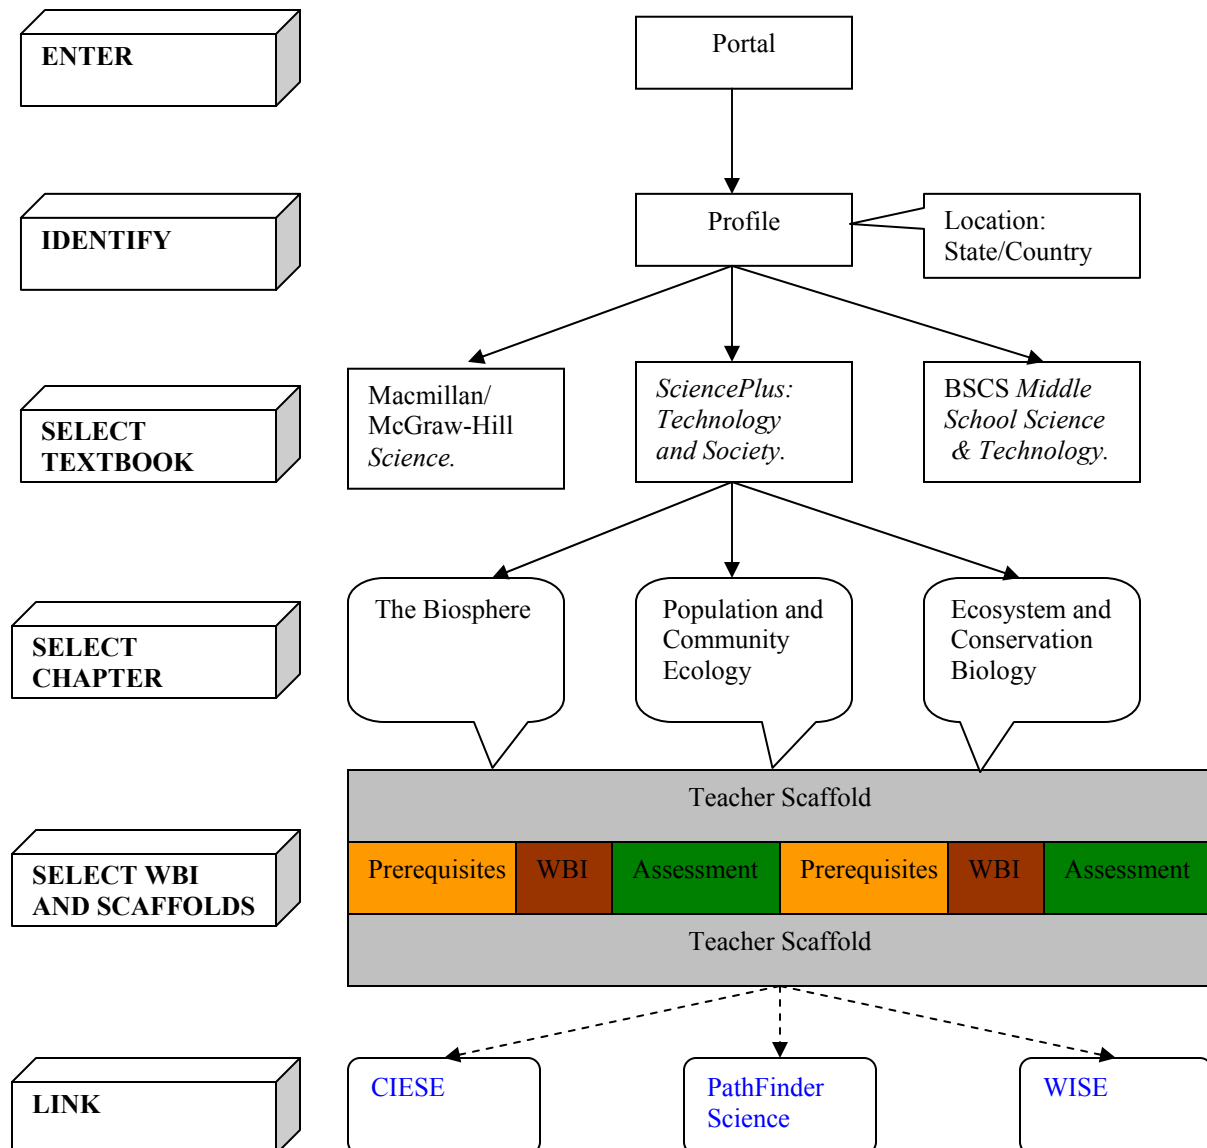 ENTER
Portal
IDENTIFY
Profile
Location:
State/Country
SELECT
TEXTBOOK
Macmillan/
McGraw-Hill
Science.
SciencePlus:
Technology
and Society.
BSCS Middle
School Science
& Technology.
SELECT
CHAPTER
The Biosphere
Population and
Community
Ecology
Ecosystem and
Conservation
Biology
SELECT WBI
AND SCAFFOLDS
Teacher Scaffold
Prerequisites WBI Assessment Prerequisites WBI Assessment
Teacher Scaffold
LINK
CIESE
PathFinder
Science
WISE